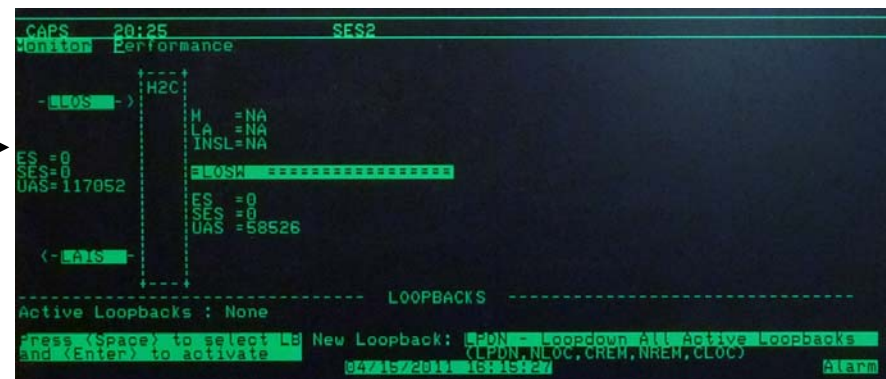 CAPS 20:25 SES2
Monitor Performance
+---+
H2C
-LLOS -)
M =NA
LA =NA
INSL=NA
ES =0
SES=0
UAS=117052
=LOSW ================
ES =0
SES =0
UAS =58526
(-LAIS -
+---+
LOOPBACKS
Active Loopbacks : None
Press (Space) to select LB New Loopback: LPDN - Loopdown All Active Loopbacks
and (Enter) to activate (LPDN,NLOC,CREM,NREM,CLOC)
04/15/2011 16:15:27 Alarm